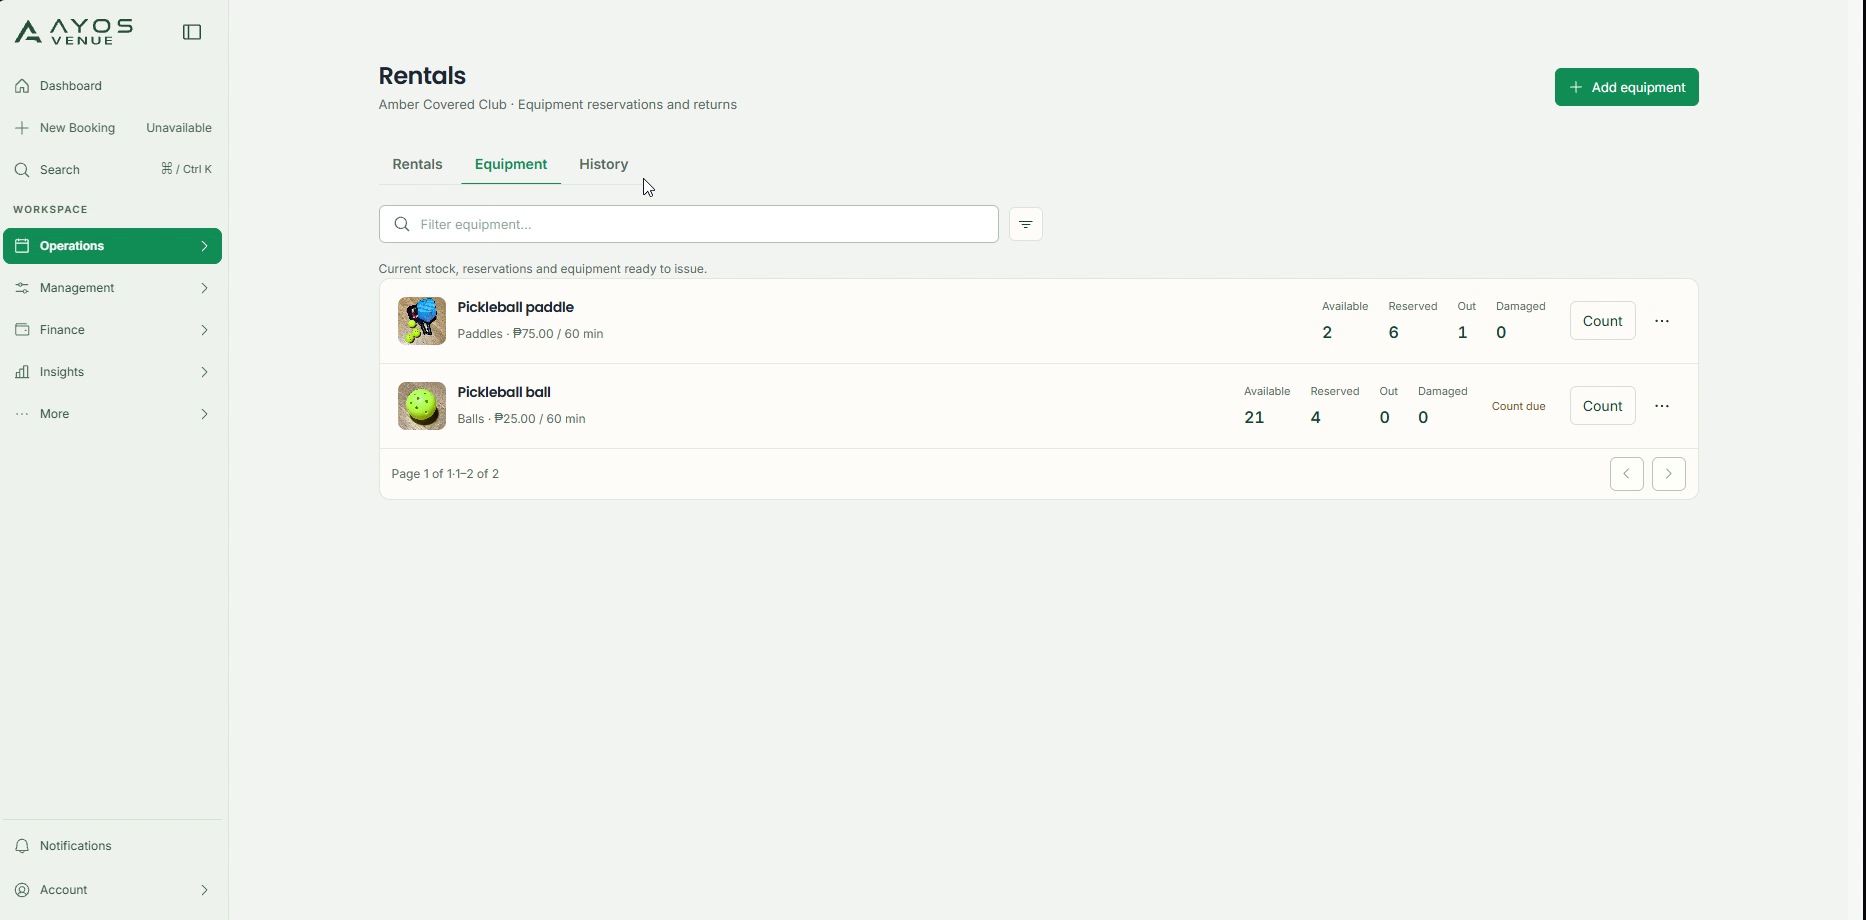 AYOS
VENUE
Dashboard
New Booking Unavailable
Search ⌘ / Ctrl K
WORKSPACE
Operations
Management
Finance
Insights
More
Notifications
Account
Rentals
Amber Covered Club · Equipment reservations and returns
Add equipment
Rentals Equipment History
Filter equipment...
Current stock, reservations and equipment ready to issue.
Pickleball paddle
Paddles · ₱75.00 / 60 min
Available Reserved Out Damaged
2 6 1 0
Count
Pickleball ball
Balls · ₱25.00 / 60 min
Available Reserved Out Damaged
21 4 0 0
Count due
Count
Page 1 of 1·1–2 of 2